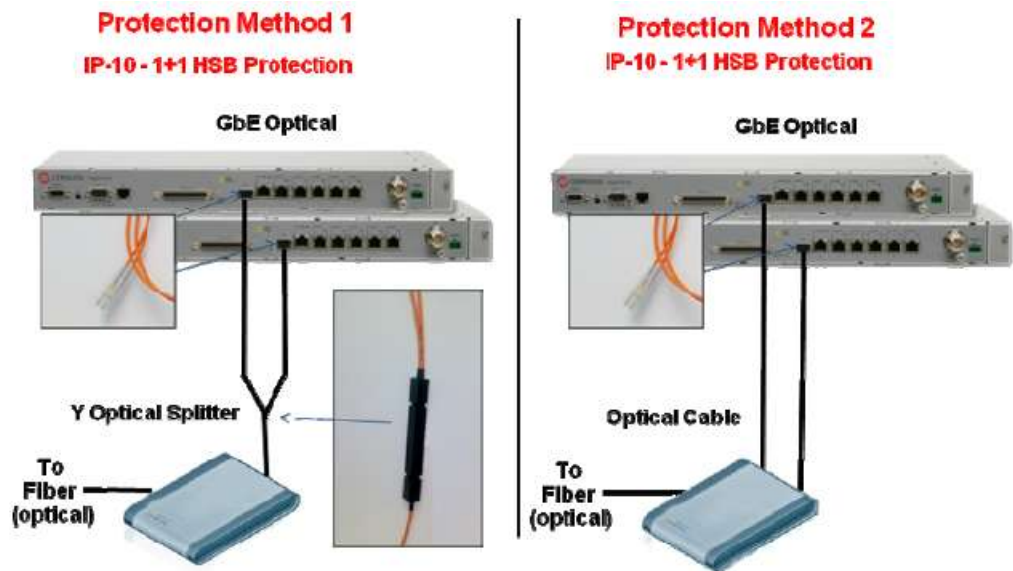 Protection Method 1
IP-10 - 1+1 HSB Protection
GbE Optical
Y Optical Splitter
To
Fiber
(optical)
Protection Method 2
IP-10 - 1+1 HSB Protection
GbE Optical
Optical Cable
To
Fiber
(optical)